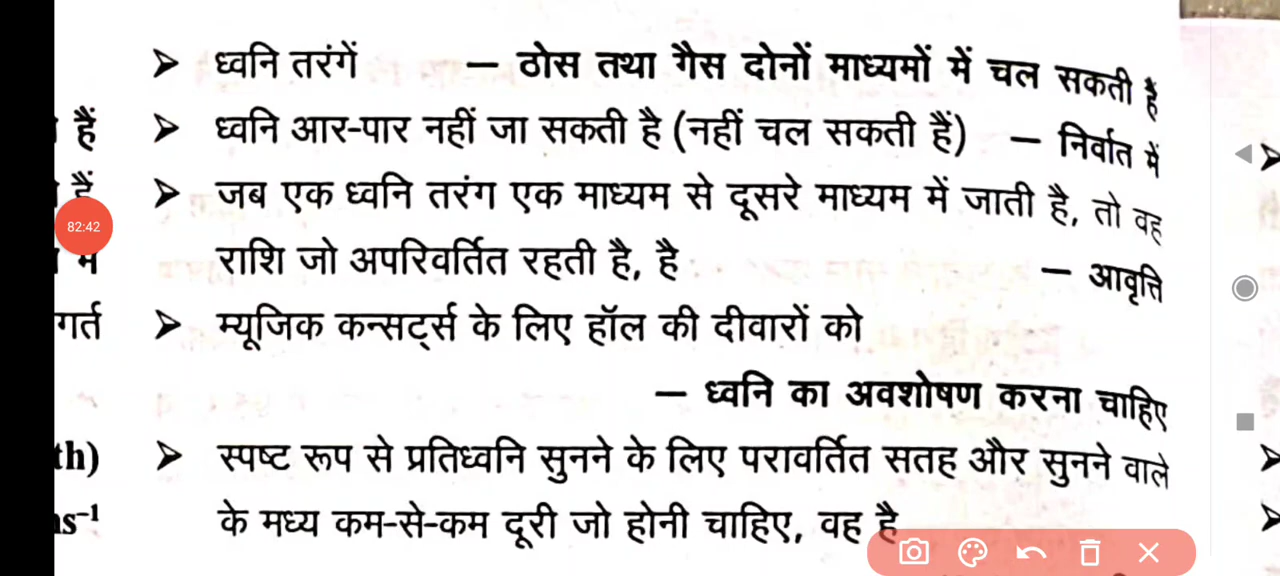 ➤ ध्वनि तरंगें — ठोस तथा गैस दोनों माध्यमों में चल सकती हैं
हैं ➤ ध्वनि आर-पार नहीं जा सकती है (नहीं चल सकती हैं) — निर्वात में
हैं ➤ जब एक ध्वनि तरंग एक माध्यम से दूसरे माध्यम में जाती है, तो वह
82:42
में राशि जो अपरिवर्तित रहती है, है — आवृत्ति
गर्त ➤ म्यूजिक कन्सर्ट्स के लिए हॉल की दीवारों को
— ध्वनि का अवशोषण करना चाहिए
th) ➤ स्पष्ट रूप से प्रतिध्वनि सुनने के लिए परावर्तित सतह और सुनने वाले
s⁻¹ के मध्य कम-से-कम दूरी जो होनी चाहिए, वह है